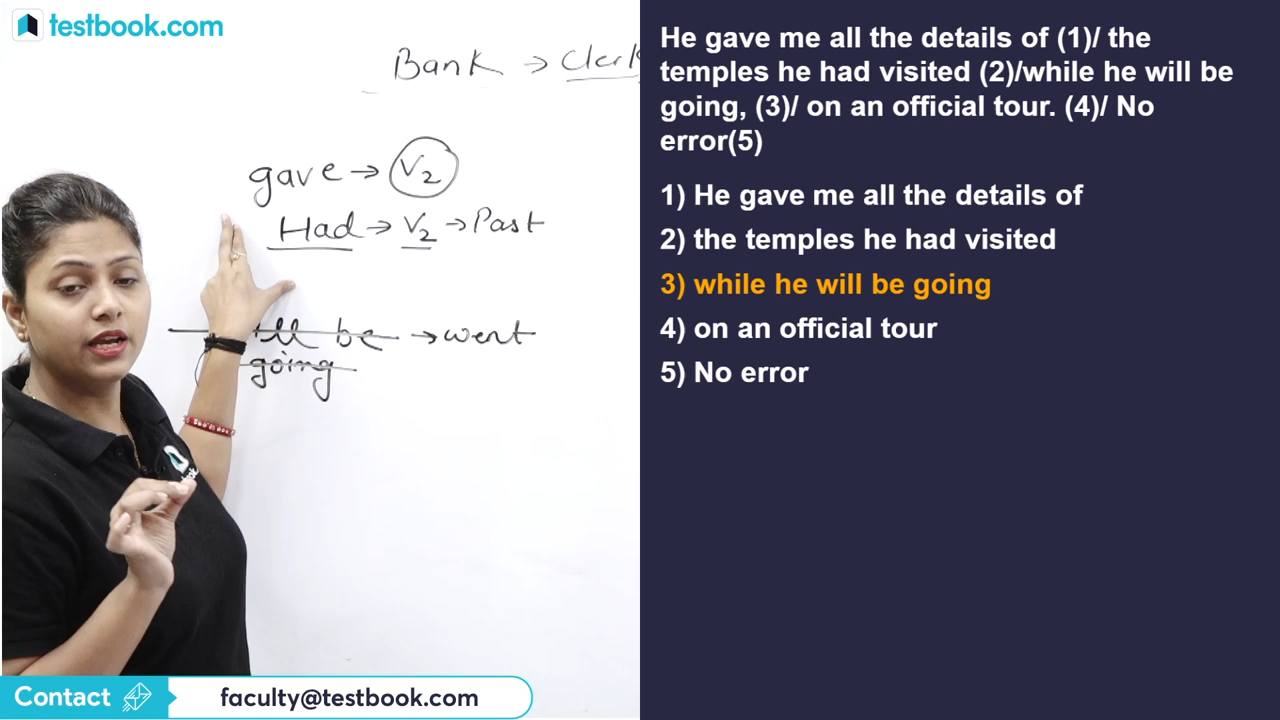 testbook.com
Bank → Clerk
gave → V2
Had → V2 → Past
will be → went
going
He gave me all the details of (1)/ the
temples he had visited (2)/while he will be
going, (3)/ on an official tour. (4)/ No
error(5)
1) He gave me all the details of
2) the temples he had visited
3) while he will be going
4) on an official tour
5) No error
Contact
faculty@testbook.com